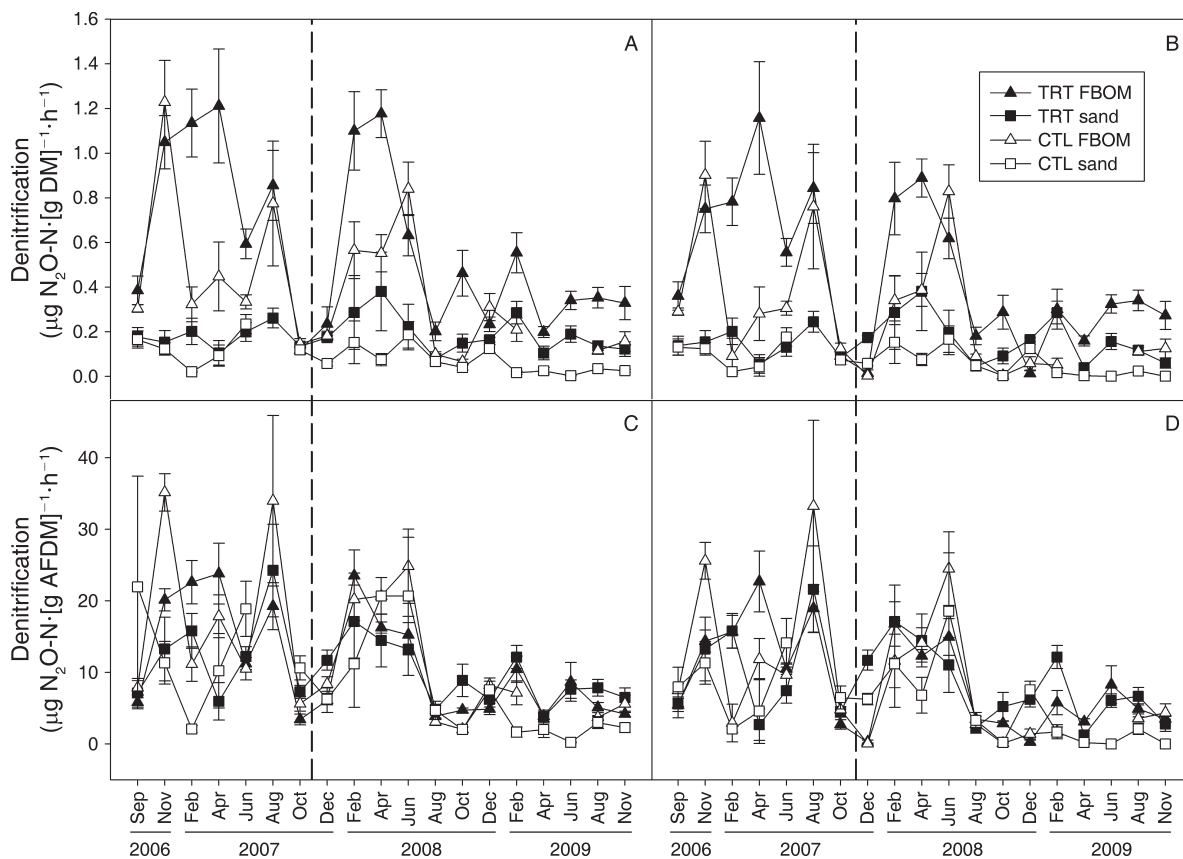 A
B
1.6
1.4
1.2
1.0
0.8
0.6
0.4
0.2
0.0
Denitrification
(μg N₂O-N·[g DM]⁻¹·h⁻¹)
TRT FBOM
TRT sand
CTL FBOM
CTL sand
C
D
40
30
20
10
0
Denitrification
(μg N₂O-N·[g AFDM]⁻¹·h⁻¹)
Sep Nov Feb Apr Jun Aug Oct Dec Feb Apr Jun Aug Oct Dec Feb Apr Jun Aug Nov
Sep Nov Feb Apr Jun Aug Oct Dec Feb Apr Jun Aug Oct Dec Feb Apr Jun Aug Nov
2006 2007 2008 2009
2006 2007 2008 2009